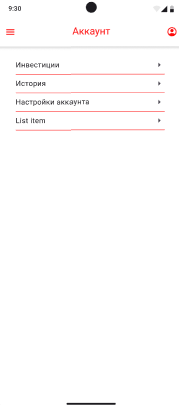 9:30
Аккаунт
Инвестиции
История
Настройки аккаунта
List item